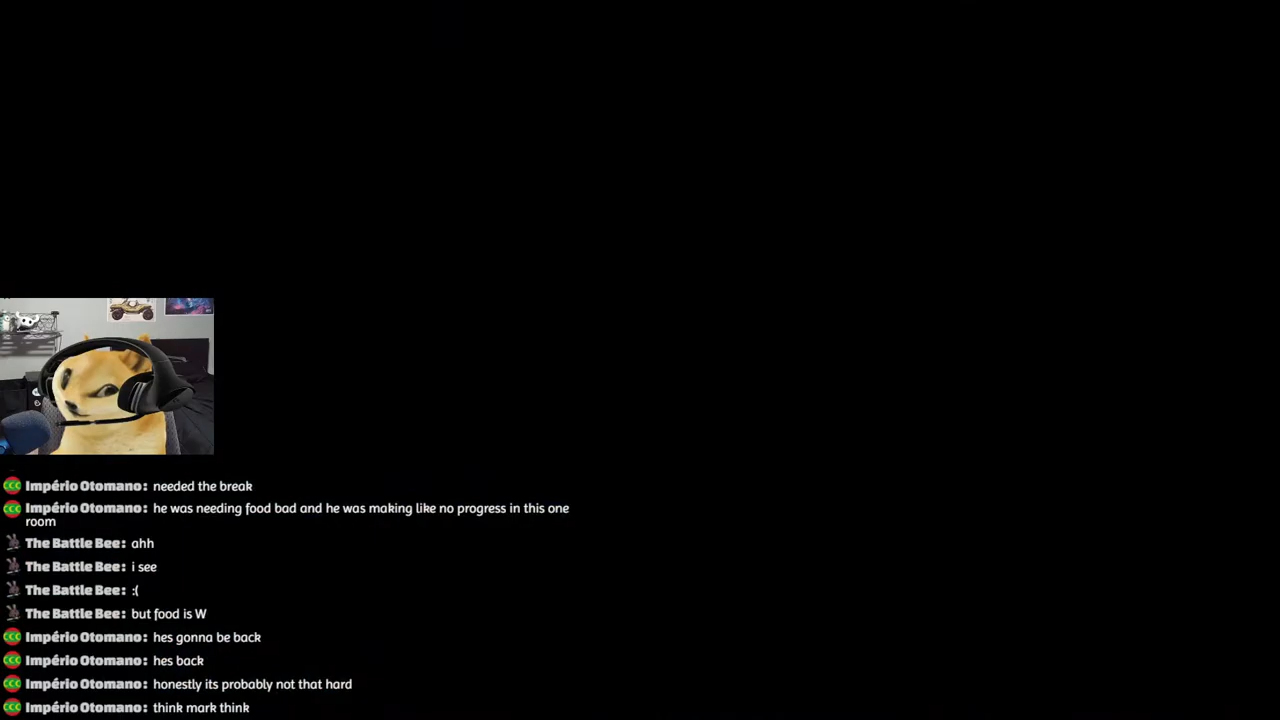 Império Otomano: needed the break
Império Otomano: he was needing food bad and he was making like no progress in this one
room
The Battle Bee: ahh
The Battle Bee: i see
The Battle Bee: :(
The Battle Bee: but food is W
Império Otomano: hes gonna be back
Império Otomano: hes back
Império Otomano: honestly its probably not that hard
Império Otomano: think mark think